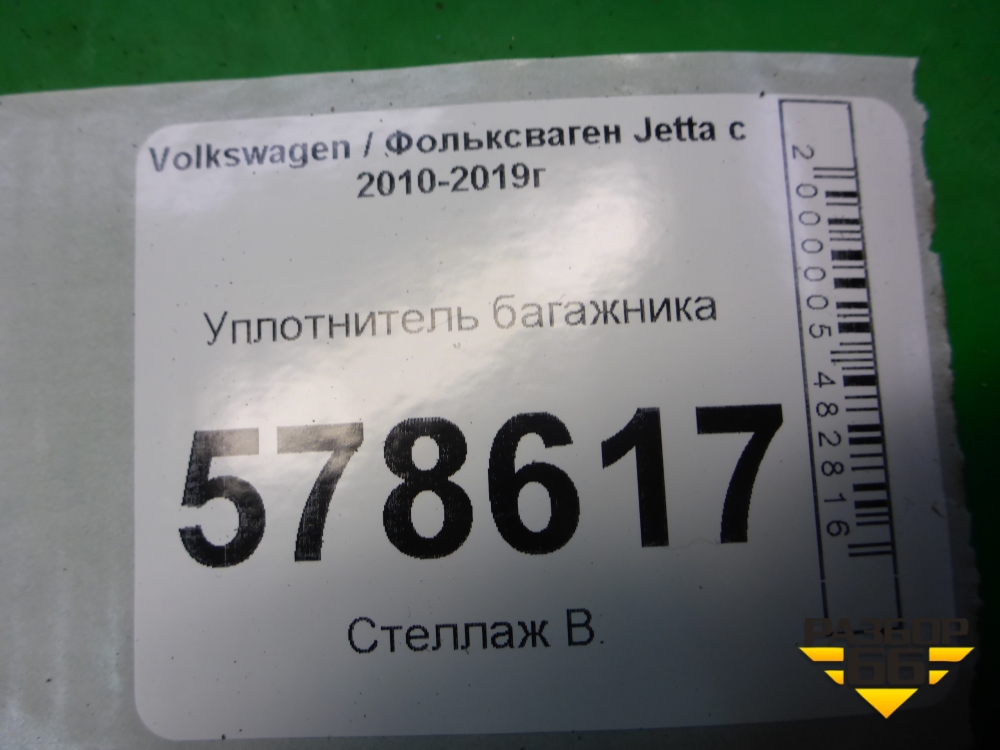 Volkswagen / Фольксваген Jetta с
2010-2019г
Уплотнитель багажника
578617
Стеллаж В.
2000005482816
РАЗБОР
66